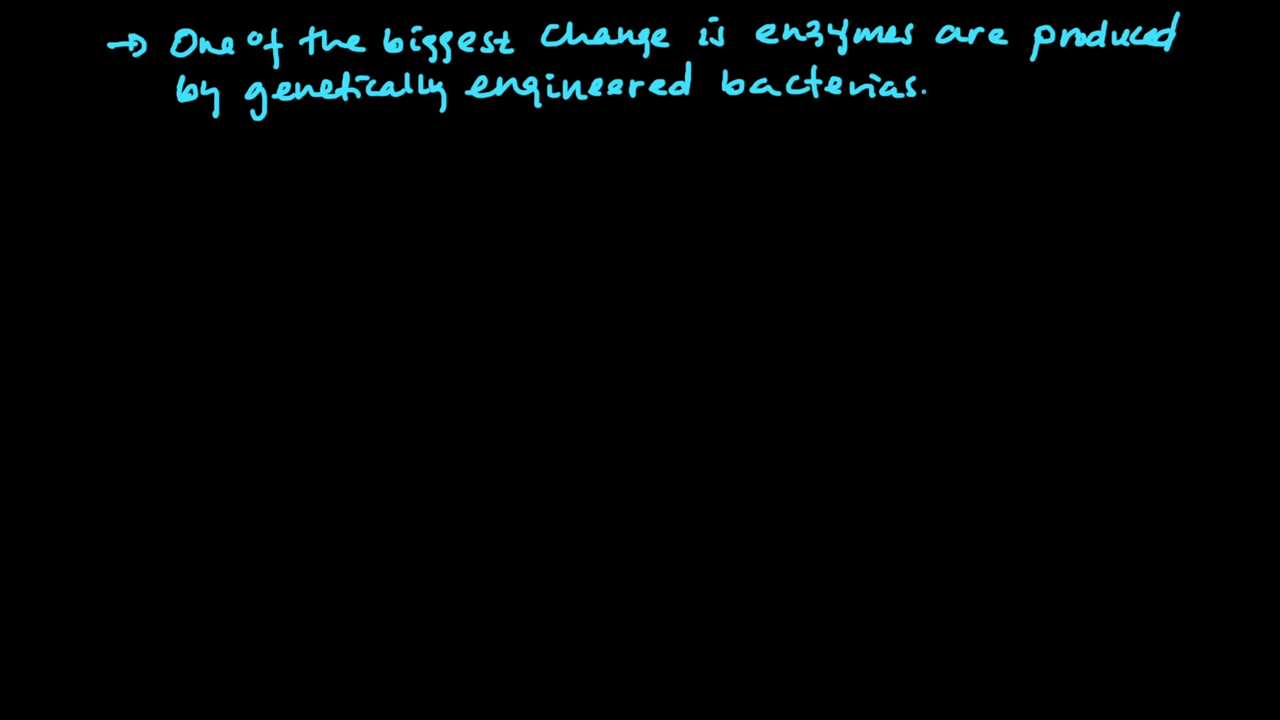 → One of the biggest change is enzymes are produced
by genetically engineered bacterias.